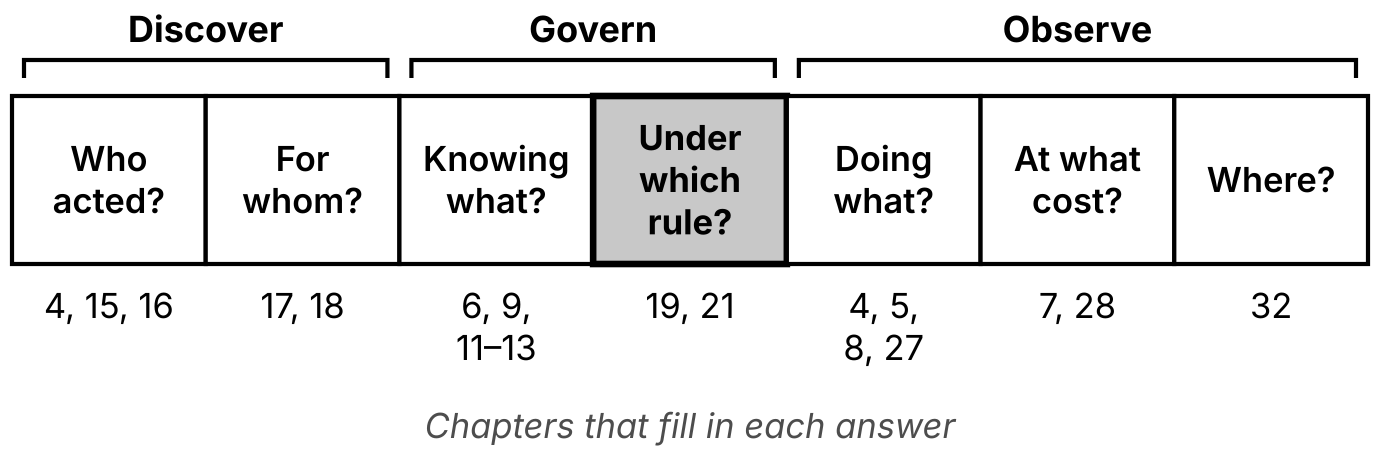 Discover
Govern
Observe
Who
acted?
For
whom?
Knowing
what?
Under
which
rule?
Doing
what?
At what
cost?
Where?
4, 15, 16
17, 18
6, 9,
11–13
19, 21
4, 5,
8, 27
7, 28
32
Chapters that fill in each answer